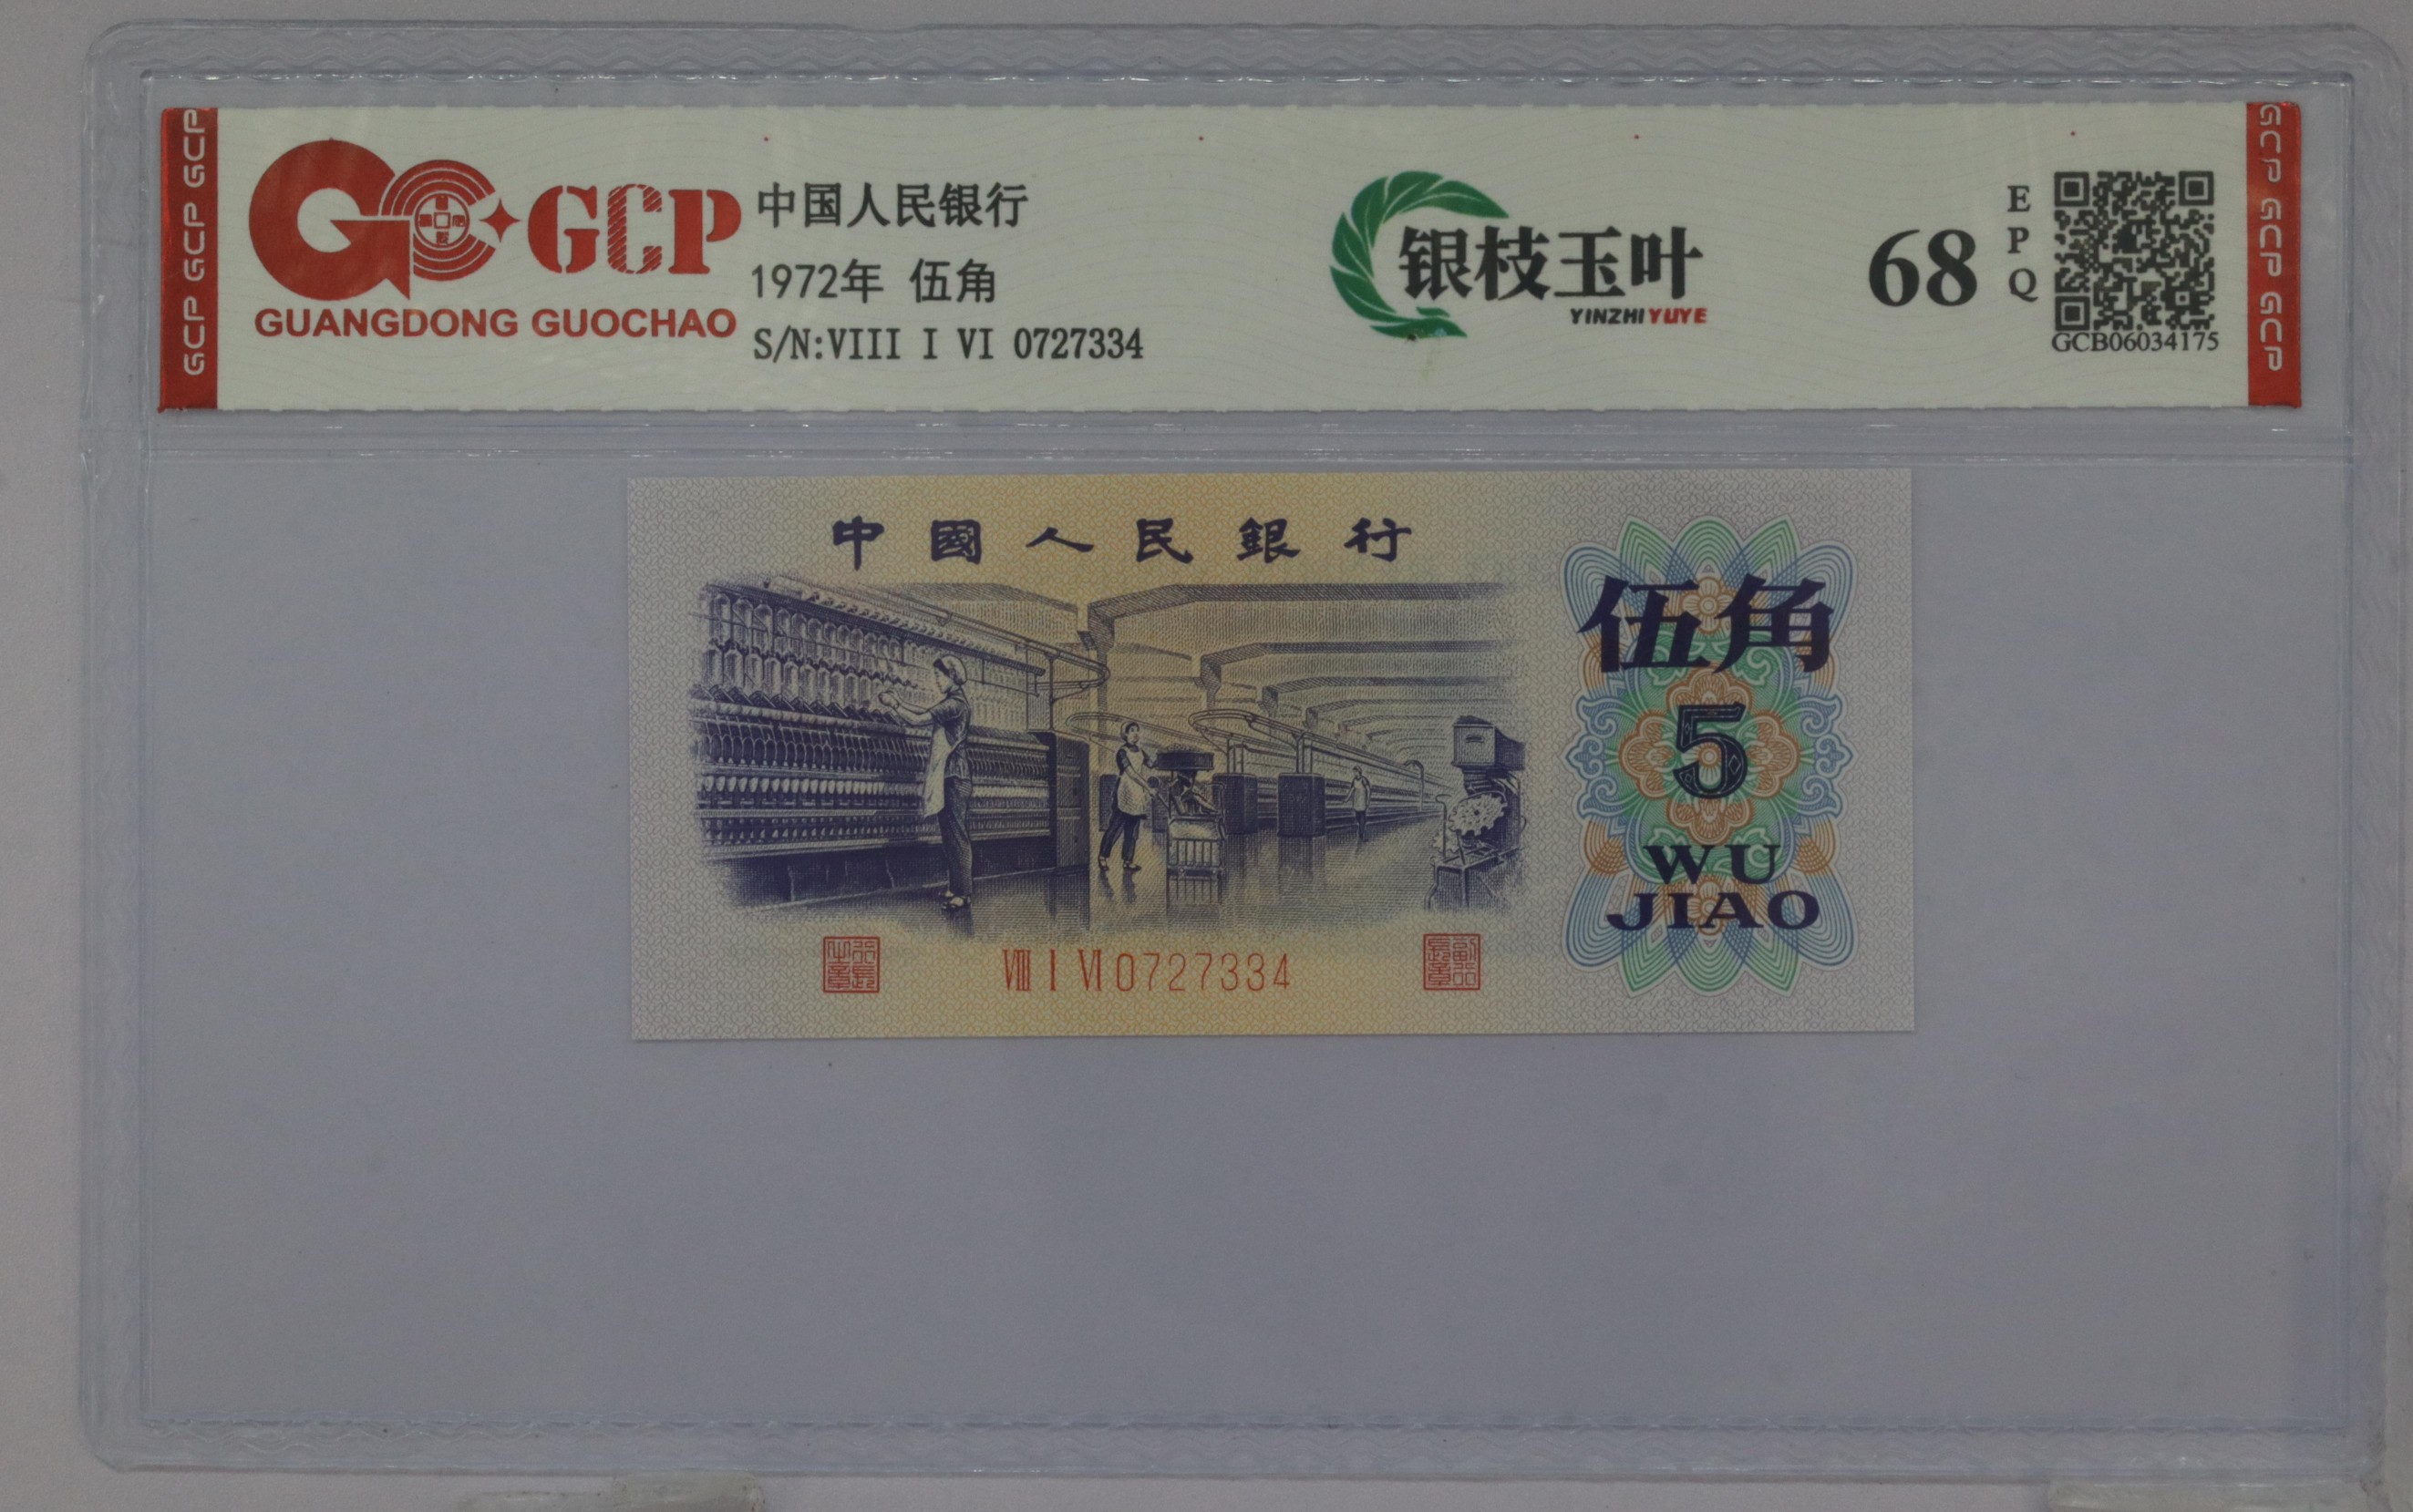 GCP GCP GCP
GCP
GUANGDONG GUOCHAO
中国人民银行
1972年 伍角
S/N:VIII I VI 0727334
银枝玉叶
YINZHI YUYE
68
E
P
Q
GCB06034175
GCP GCP GCP
中國人民銀行
伍角
5
WU
JIAO
VIII I VI 0727334